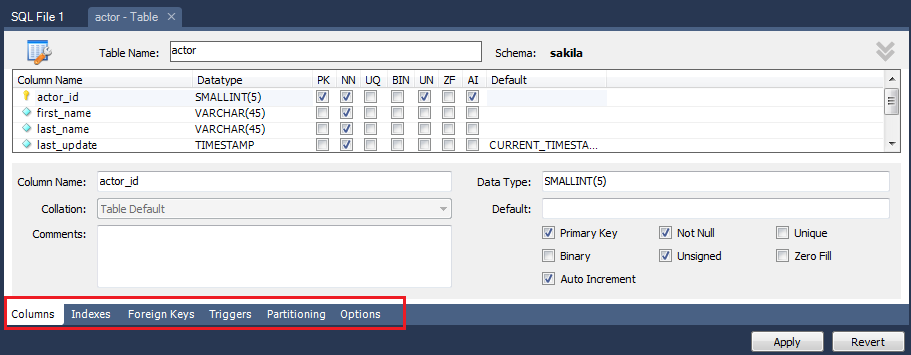 SQL File 1 actor - Table
Table Name: actor Schema: sakila
Column Name Datatype PK NN UQ BIN UN ZF AI Default
actor_id SMALLINT(5)
first_name VARCHAR(45)
last_name VARCHAR(45)
last_update TIMESTAMP CURRENT_TIMESTA...
Column Name: actor_id Data Type: SMALLINT(5)
Collation: Table Default Default:
Comments: Primary Key Not Null Unique
Binary Unsigned Zero Fill
Auto Increment
Columns Indexes Foreign Keys Triggers Partitioning Options
Apply Revert